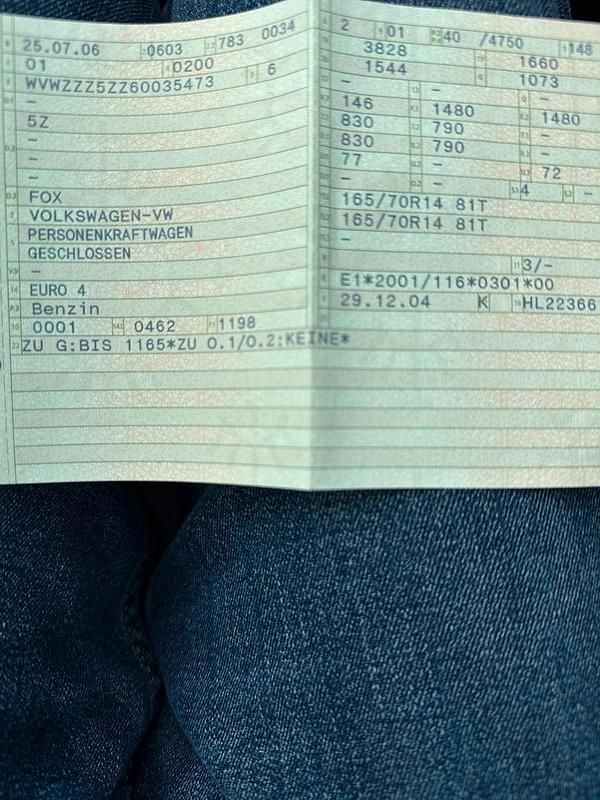 25.07.06 0603 783 0034
01 0200
WVWZZZ5ZZ60035473 6
–
5Z
–
–
–
FOX
VOLKSWAGEN-VW
PERSONENKRAFTWAGEN
GESCHLOSSEN
–
EURO 4
Benzin
0001 0462 1198
ZU G:BIS 1165*ZU O.1/O.2:KEINE*
2 01 40 /4750 148
3828 1660
1544 1073
– – –
146 1480 1480
830 790 –
830 790 –
77 – 72
– – 4 –
165/70R14 81T
165/70R14 81T
–
3/–
E1*2001/116*0301*00
29.12.04 K HL22366